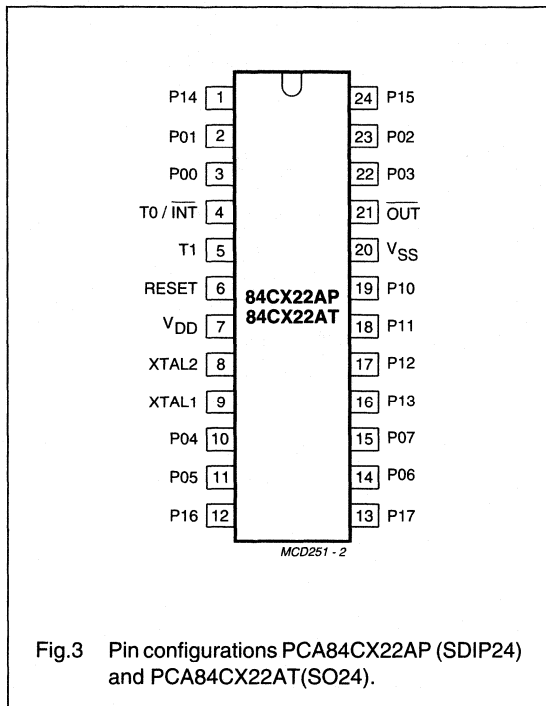 P14 1 24 P15
P01 2 23 P02
P00 3 22 P03
T0 / INT 4 21 OUT
T1 5 20 VSS
RESET 6 19 P10
84CX22AP
84CX22AT
VDD 7 18 P11
XTAL2 8 17 P12
XTAL1 9 16 P13
P04 10 15 P07
P05 11 14 P06
P16 12 13 P17
MCD251 - 2
Fig.3 Pin configurations PCA84CX22AP (SDIP24)
and PCA84CX22AT(SO24).